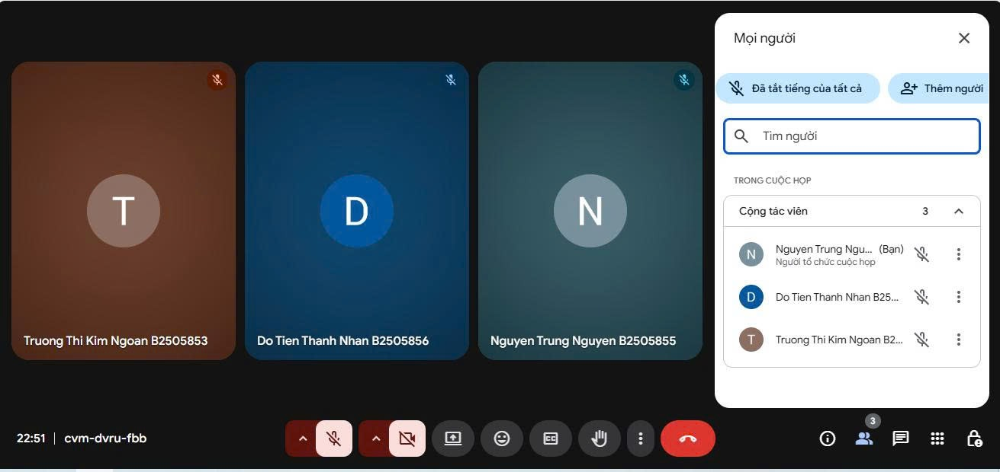 T
Truong Thi Kim Ngoan B2505853
D
Do Tien Thanh Nhan B2505856
N
Nguyen Trung Nguyen B2505855
Mọi người
Đã tắt tiếng của tất cả
Thêm người
Tìm người
TRONG CUỘC HỌP
Cộng tác viên 3
N
Nguyen Trung Ngu... (Bạn)
Người tổ chức cuộc họp
D
Do Tien Thanh Nhan B25...
T
Truong Thi Kim Ngoan B2...
22:51 | cvm-dvru-fbb
CC
3